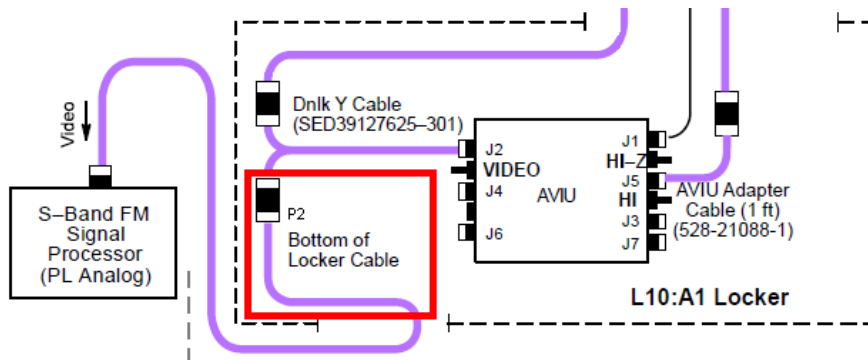 Video
S–Band FM
Signal
Processor
(PL Analog)
Dnlk Y Cable
(SED39127625–301)
P2
Bottom of
Locker Cable
J2
VIDEO
J4
J6
AVIU
J1
HI–Z
J5
HI
J3
J7
AVIU Adapter
Cable (1 ft)
(528-21088-1)
L10:A1 Locker